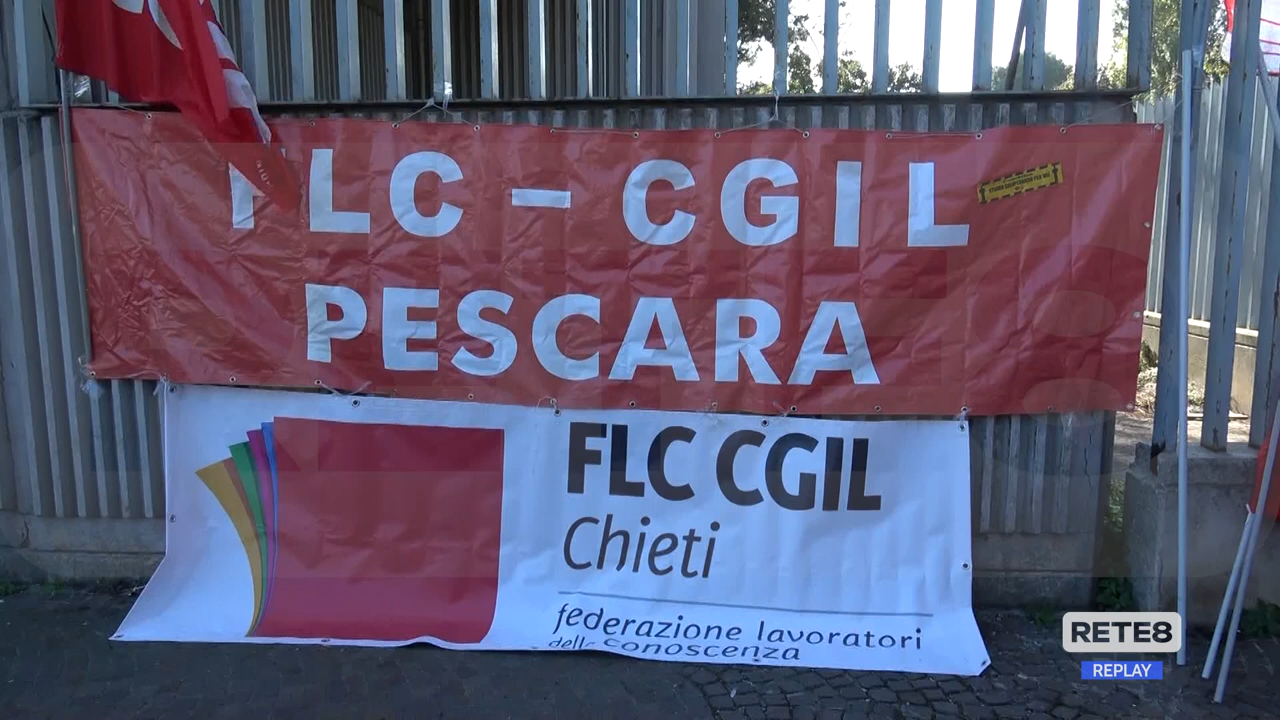 FLC - CGIL
PESCARA
FLC CGIL
Chieti
federazione lavoratori
della conoscenza
RETE8
REPLAY